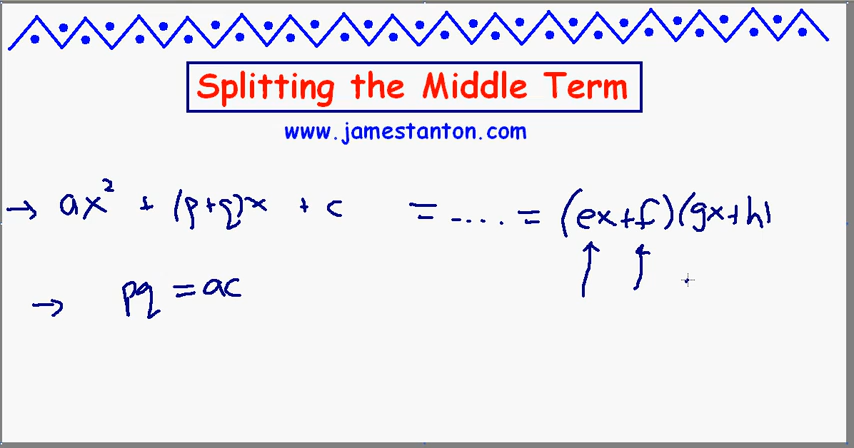 Splitting the Middle Term
www.jamestanton.com
→ ax² + (p+q)x + c = .... = (ex+f)(gx+h)
→ pq = ac